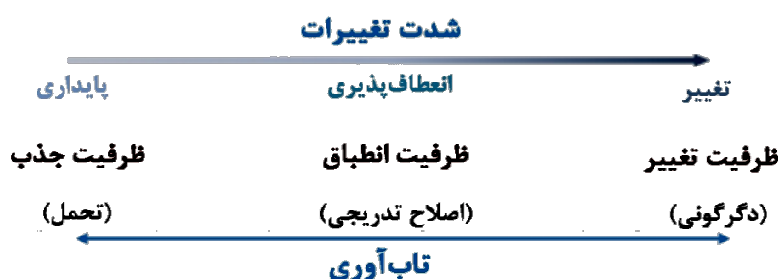 شدت تغییرات
تغییر انعطاف‌پذیری پایداری
ظرفیت تغییر ظرفیت انطباق ظرفیت جذب
(دگرگونی) (اصلاح تدریجی) (تحمل)
تاب‌آوری